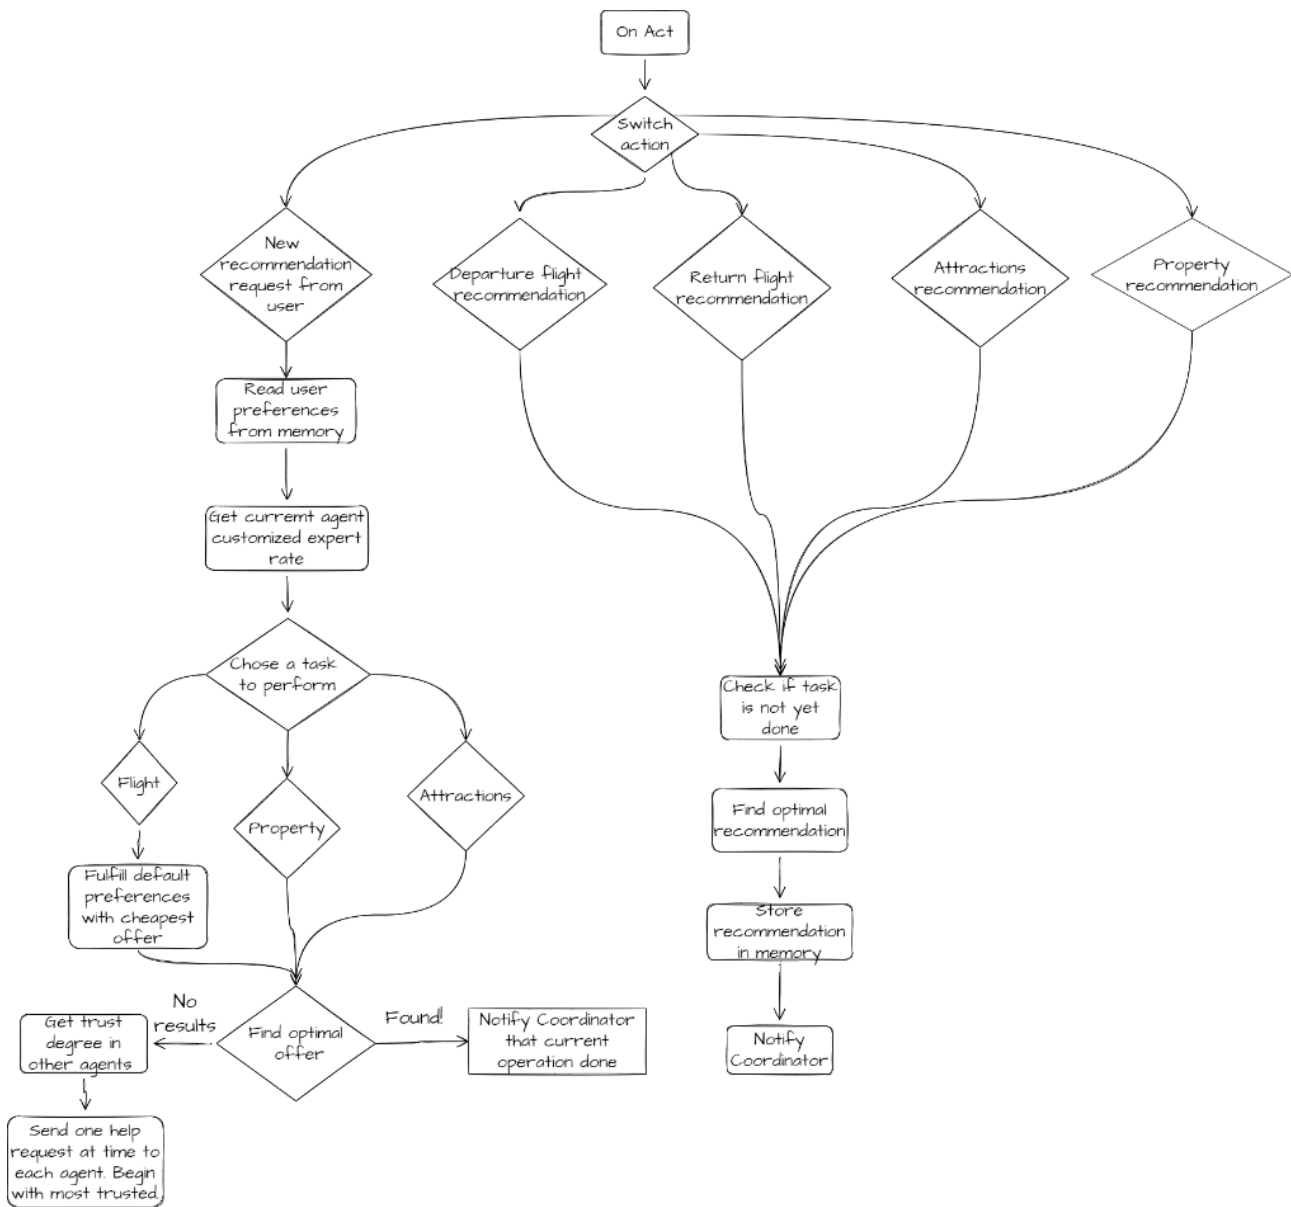 On Act
Switch
action
New
recommendation
request from
user
Departure flight
recommendation
Return flight
recommendation
Attractions
recommendation
Property
recommendation
Read user
preferences
from memory
Get curremt agent
customized expert
rate
Chose a task
to perform
Flight
Property
Attractions
Fulfill default
preferences
with cheapest
offer
Check if task
is not yet
done
Find optimal
recommendation
Store
recommendation
in memory
Notify
Coordinator
Find optimal
offer
No
results
Found!
Get trust
degree in
other agents
Notify Coordinator
that current
operation done
Send one help
request at time to
each agent. Begin
with most trusted.